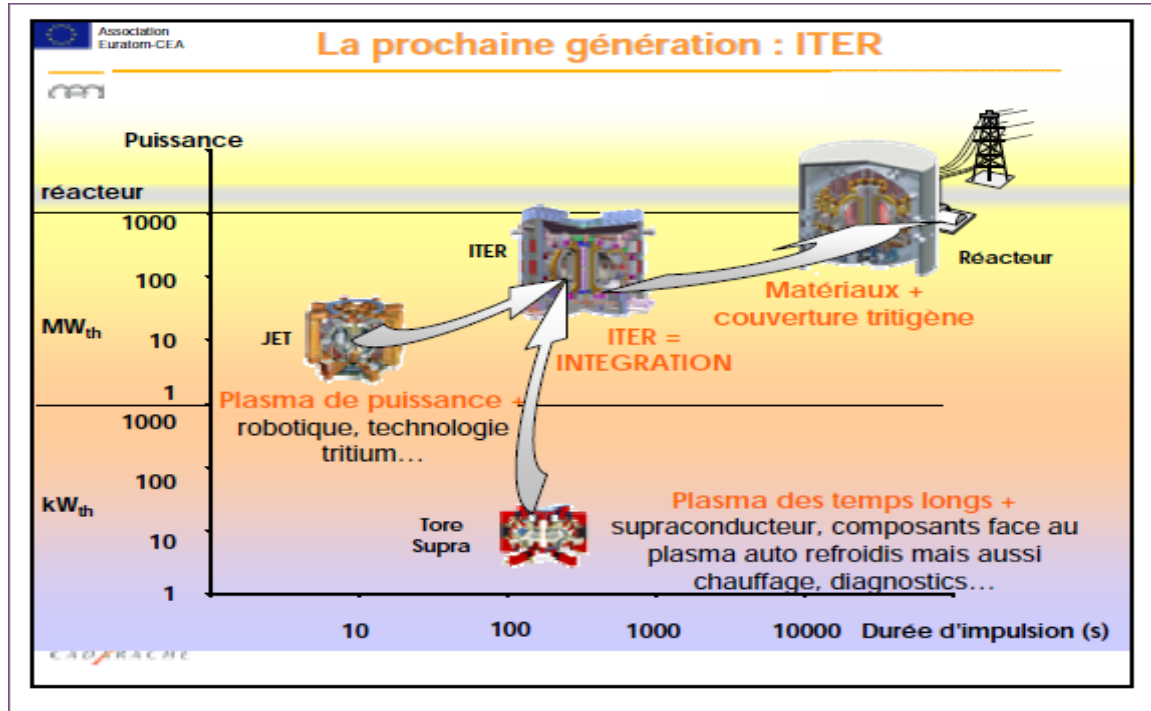 Association
Euratom-CEA
La prochaine génération : ITER
cea
Puissance
réacteur
1000
ITER
Réacteur
100
Matériaux +
couverture tritigène
MWth
JET
10
ITER =
INTEGRATION
1
Plasma de puissance +
robotique, technologie
tritium...
1000
100
kWth
Plasma des temps longs +
supraconducteur, composants face au
plasma auto refroidis mais aussi
chauffage, diagnostics...
Tore
Supra
10
1
10 100 1000 10000 Durée d'impulsion (s)
CADARACHE